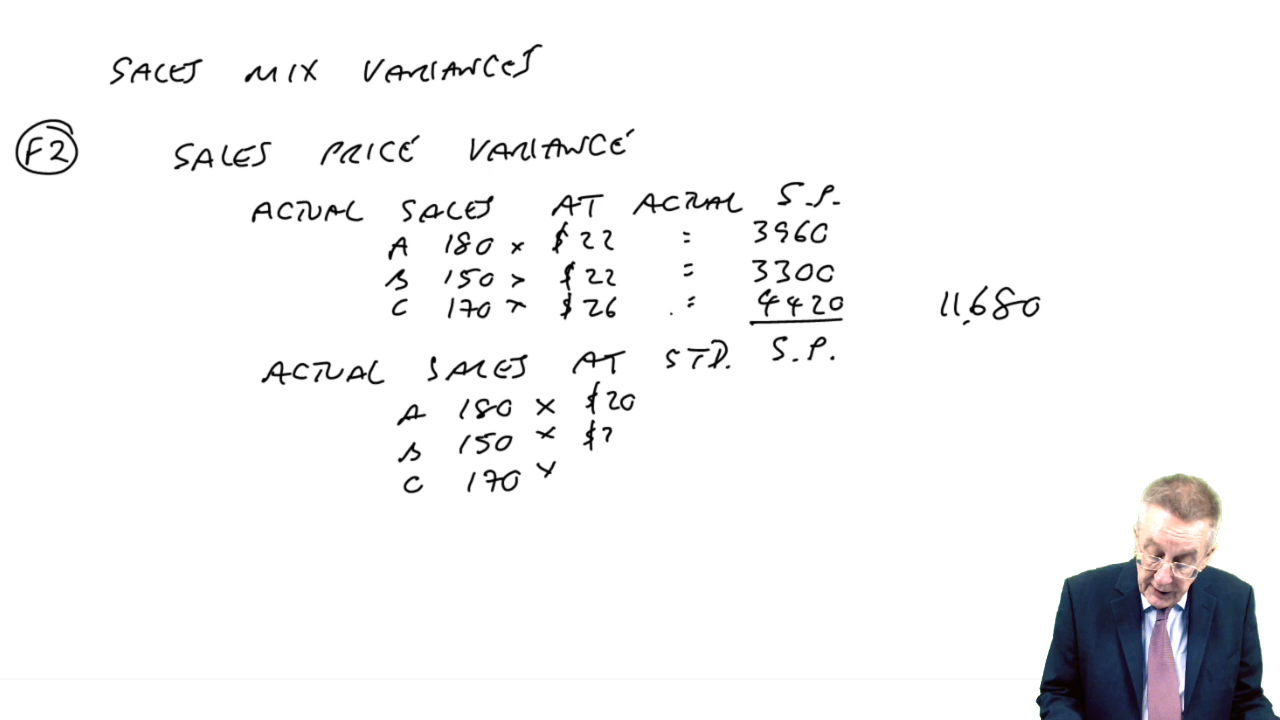 SALES MIX VARIANCES
F2 SALES PRICE VARIANCE
ACTUAL SALES AT ACTUAL S.P.
A 180 × $22 = 3960
B 150 × $22 = 3300
C 170 × $26 = 4420 11,680
ACTUAL SALES AT STD. S.P.
A 180 × $20
B 150 × $2
C 170 ×